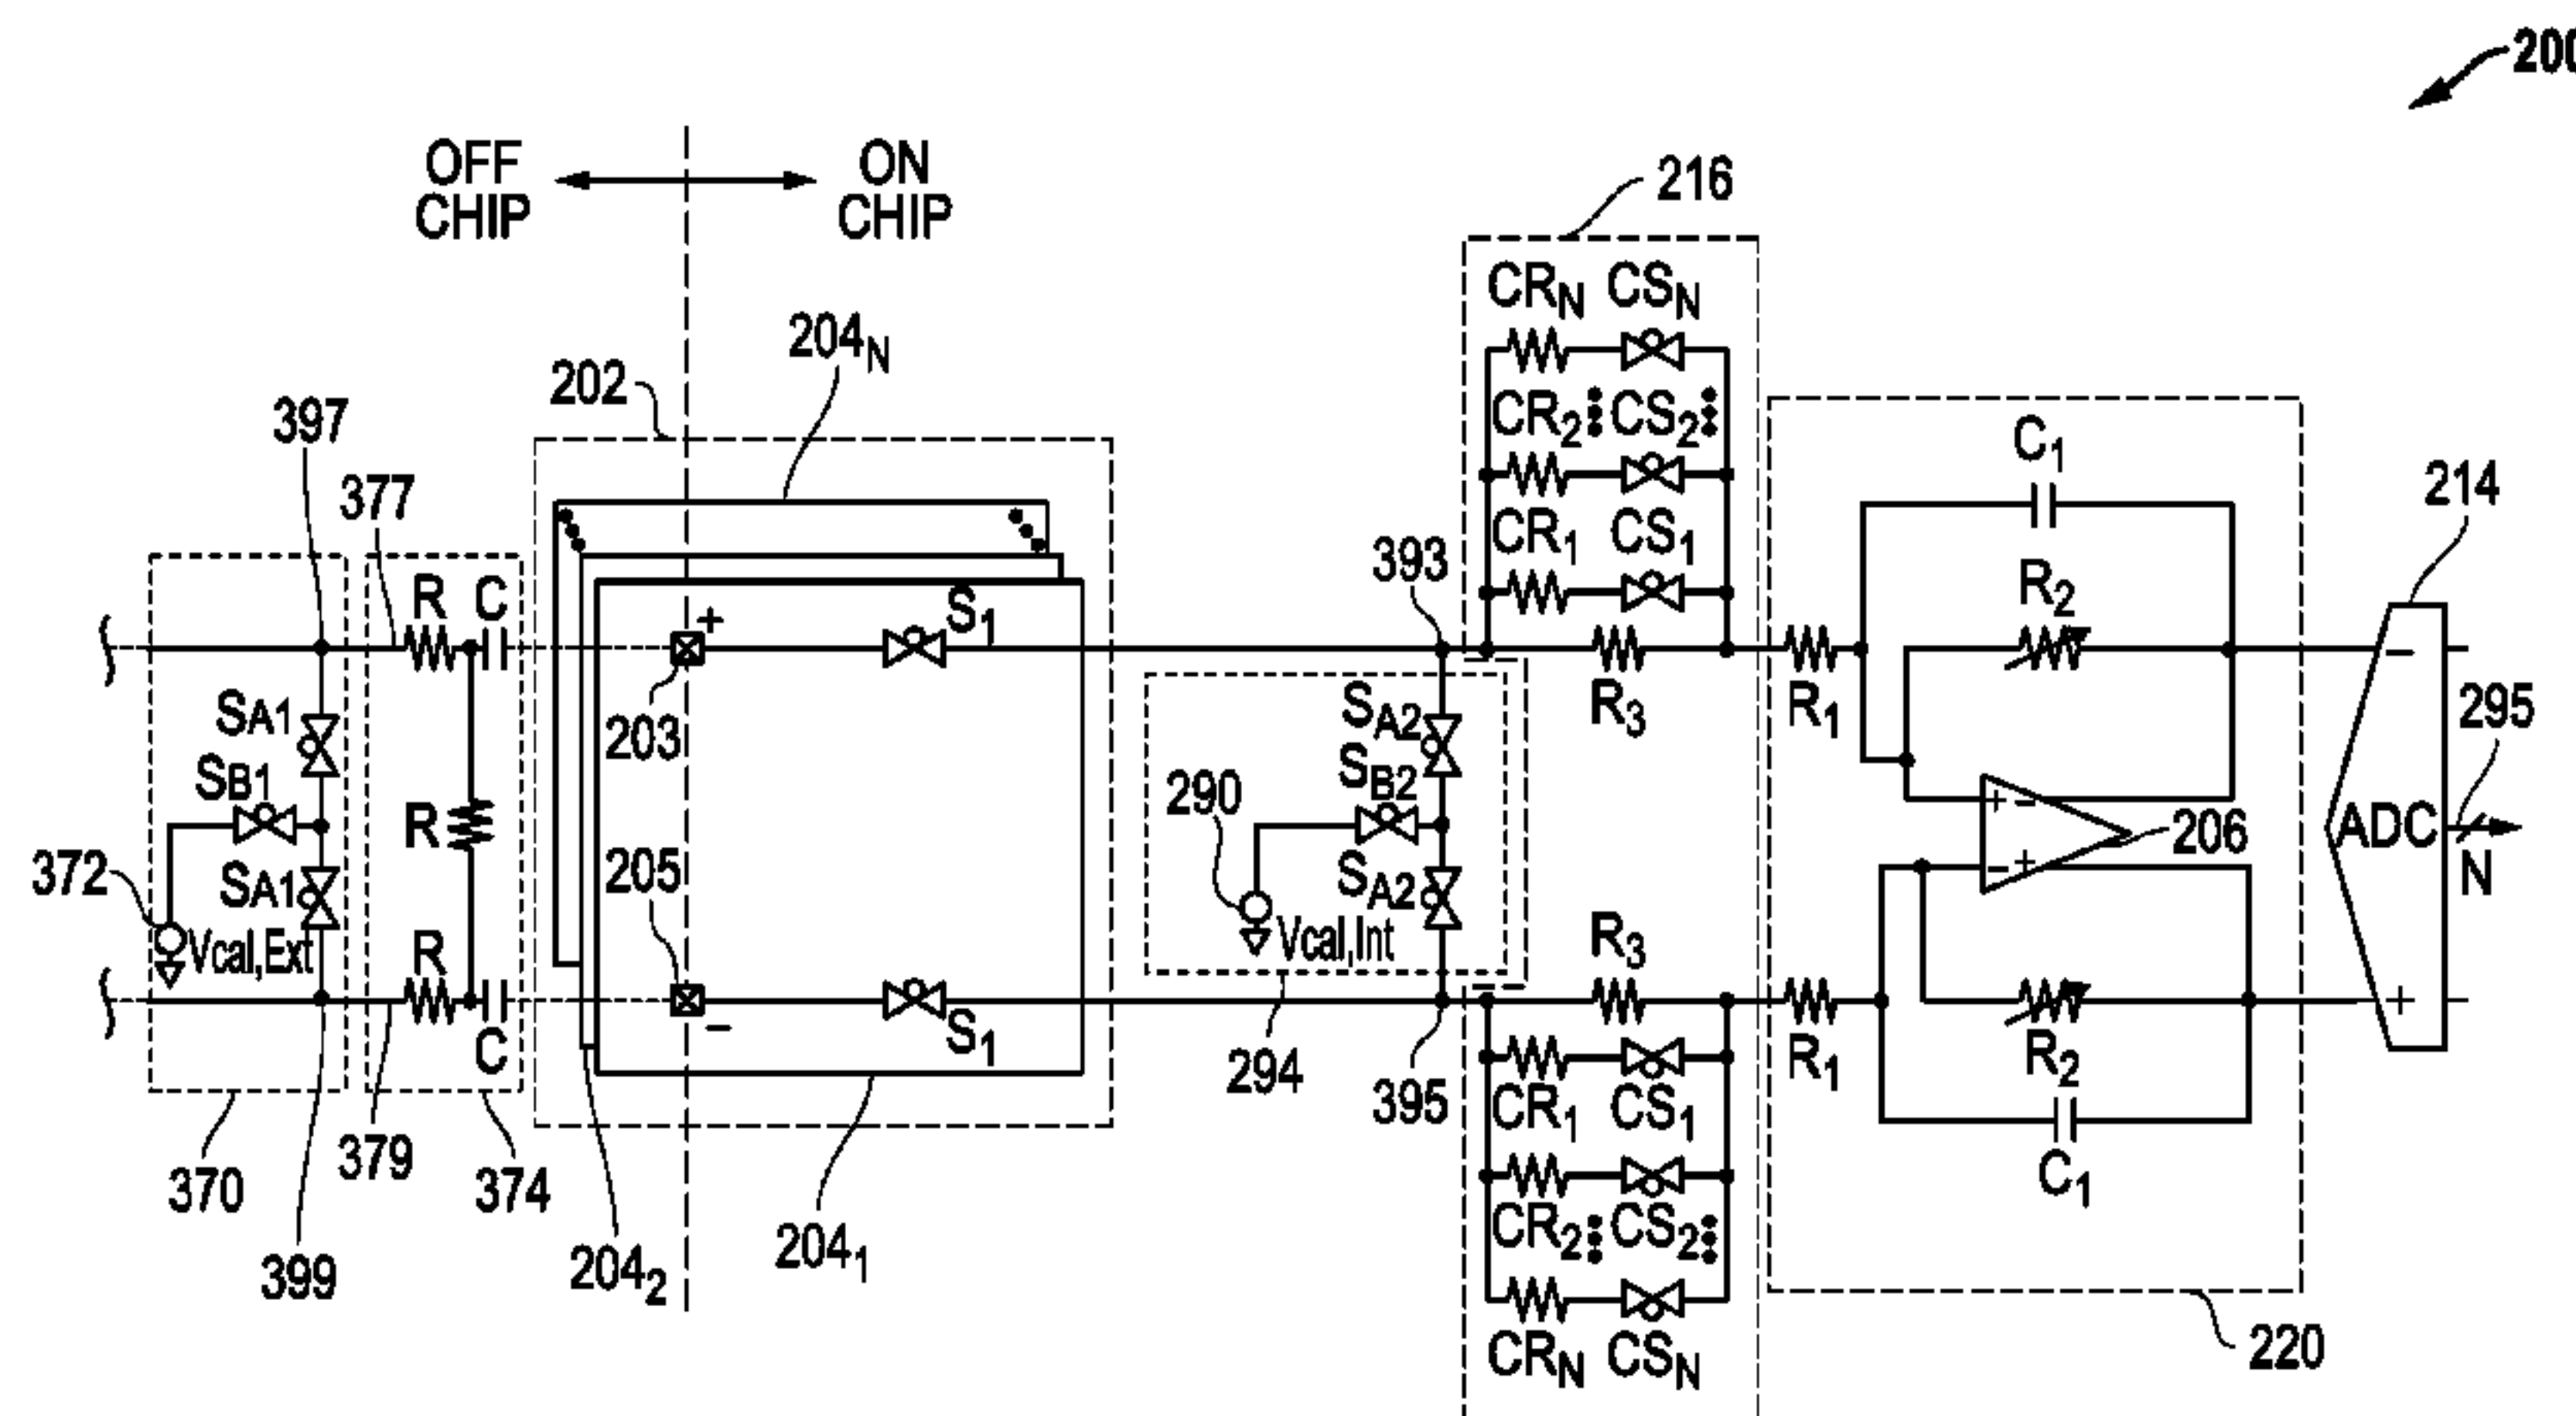 200
OFF CHIP
ON CHIP
216
CRN CSN
204N
202
CR2 CS2
C1
397
214
377
CR1 CS1
393
R2
R C
S1
+
−
R3
R1
203
SA1
SA2
295
SB1
SB2
290
+ −
R
205
ADC
206
N
372
SA1
SA2
− +
Vcal,Ext
Vcal,Int
R
R3
−
+
C
S1
294
395
R1
R2
CR1 CS1
379
370
374
C1
399
2042
2041
CR2 CS2
CRN CSN
220